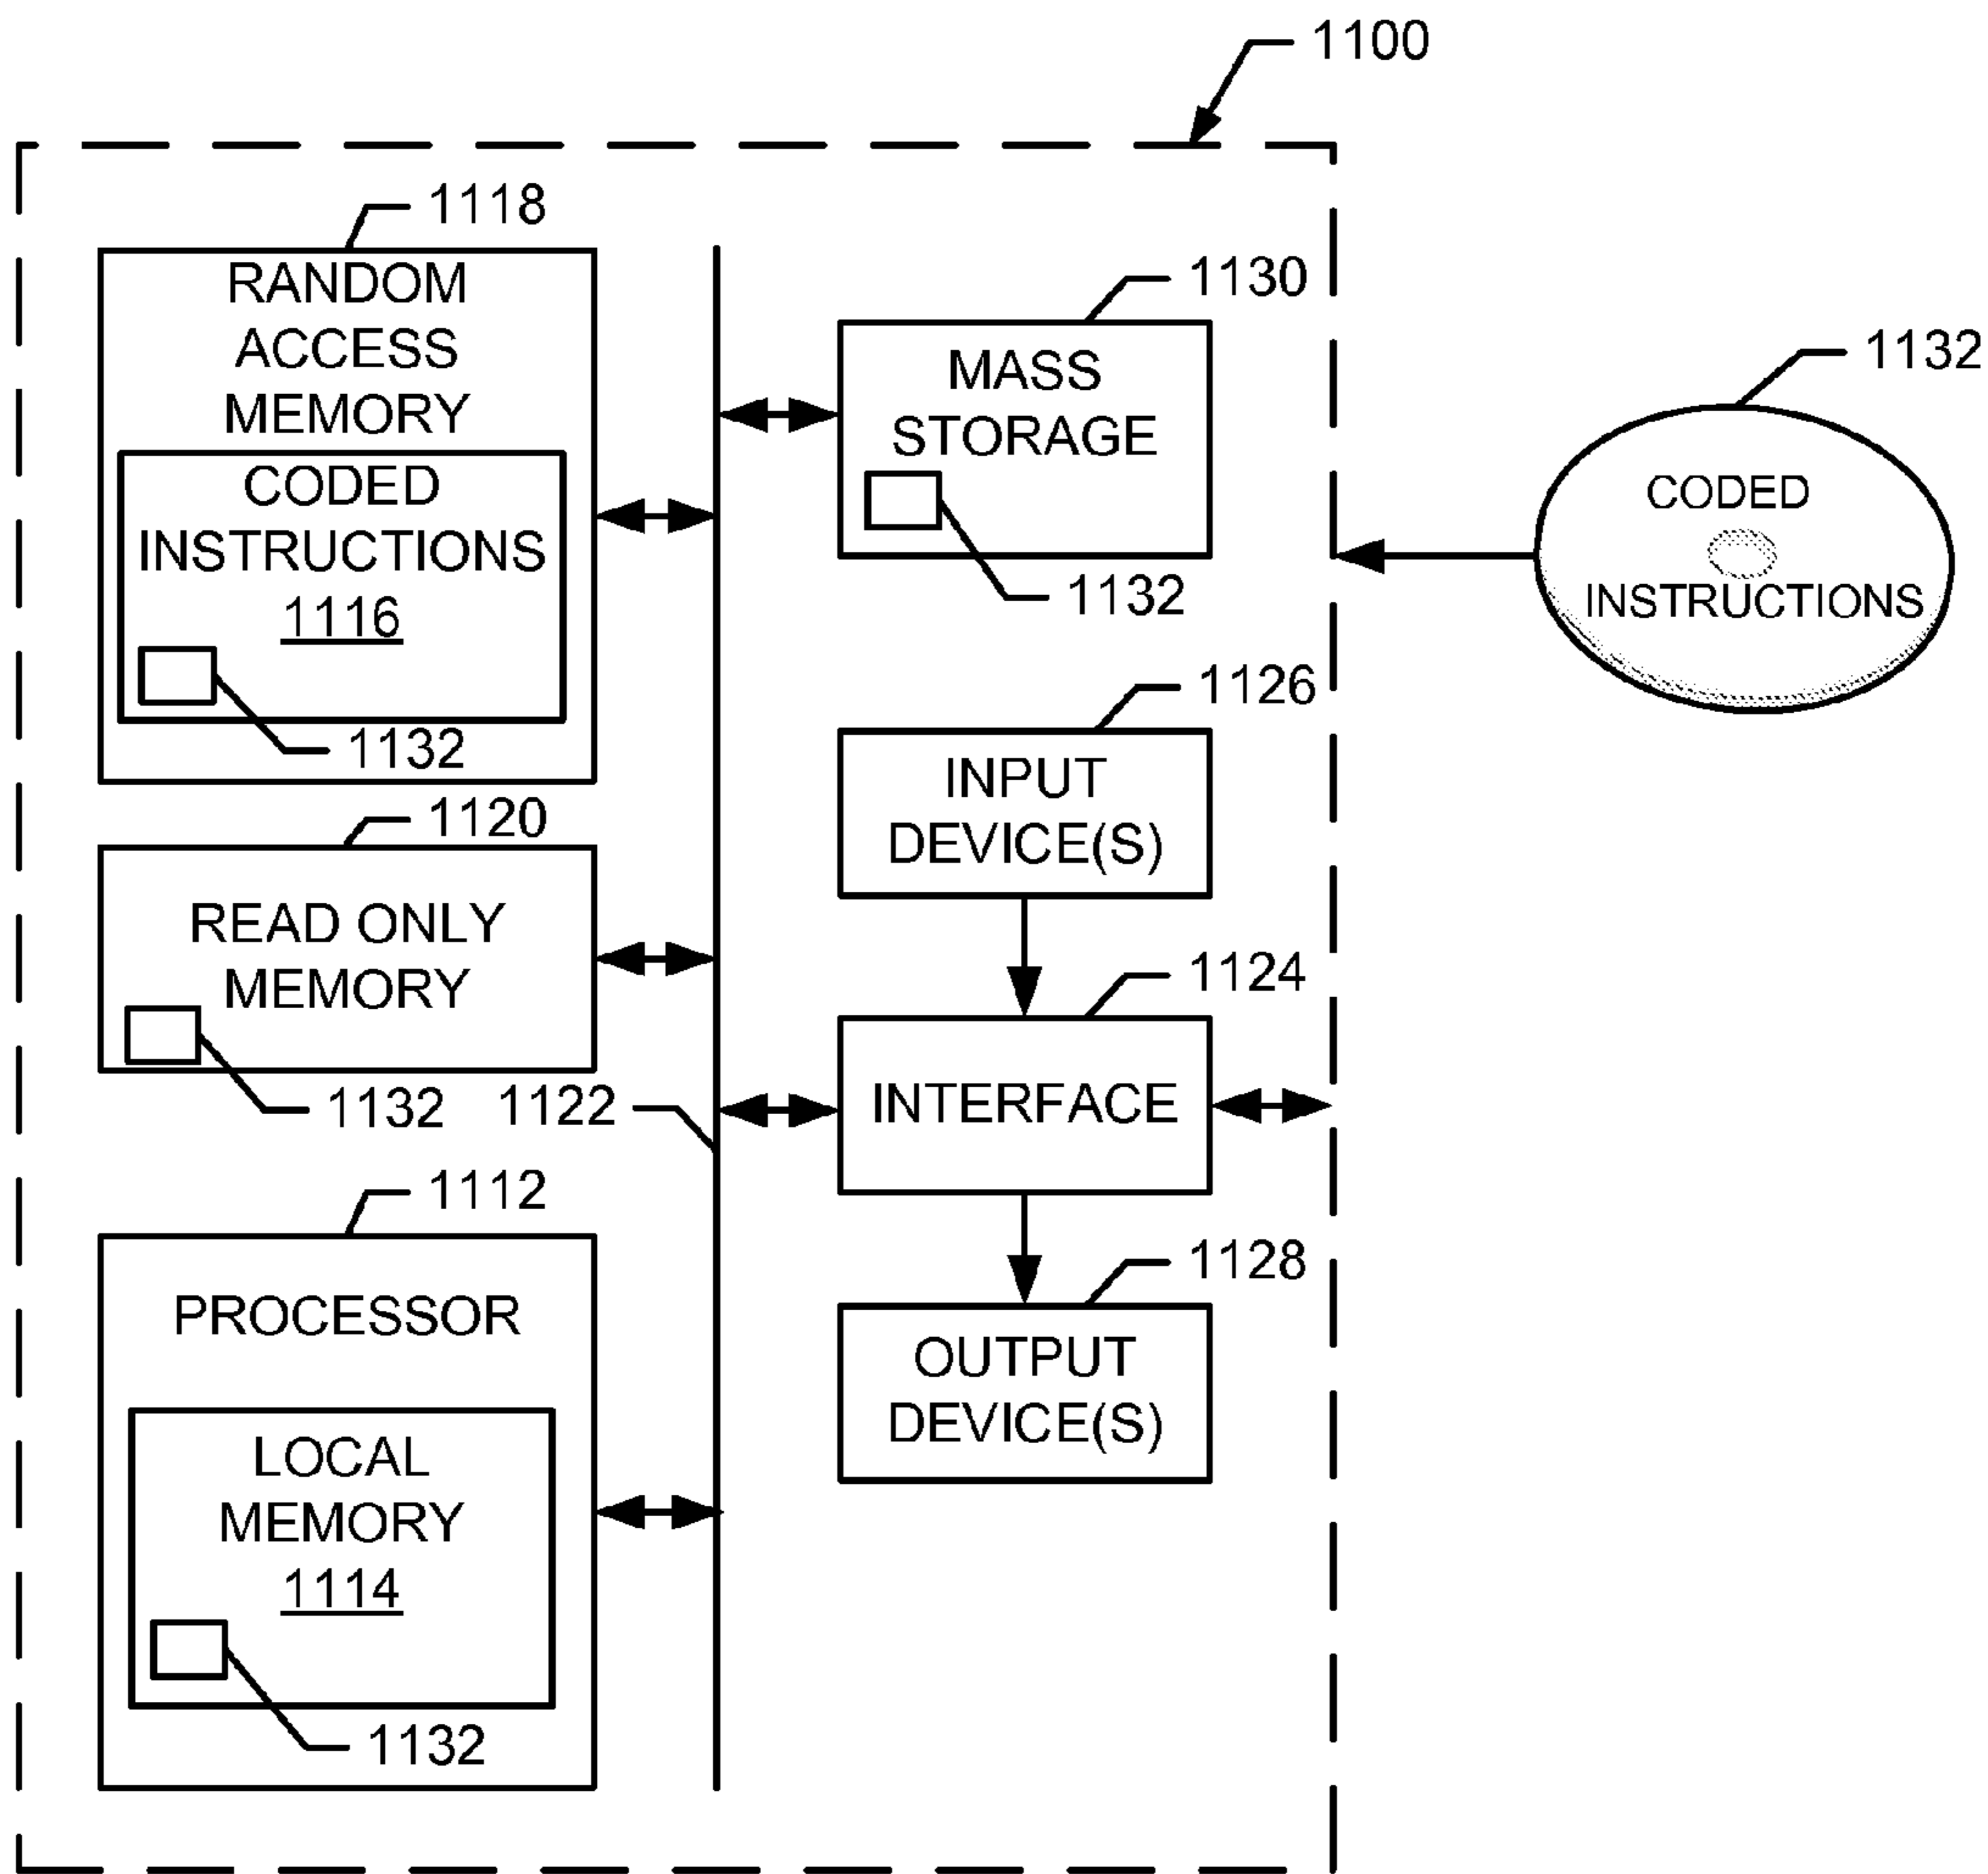 1100
1118
RANDOM
ACCESS
MEMORY
CODED
INSTRUCTIONS
1116
1132
1130
MASS
STORAGE
1132
1132
CODED
INSTRUCTIONS
1126
INPUT
DEVICE(S)
1120
READ ONLY
MEMORY
1132
1122
1124
INTERFACE
1112
PROCESSOR
LOCAL
MEMORY
1114
1132
1128
OUTPUT
DEVICE(S)